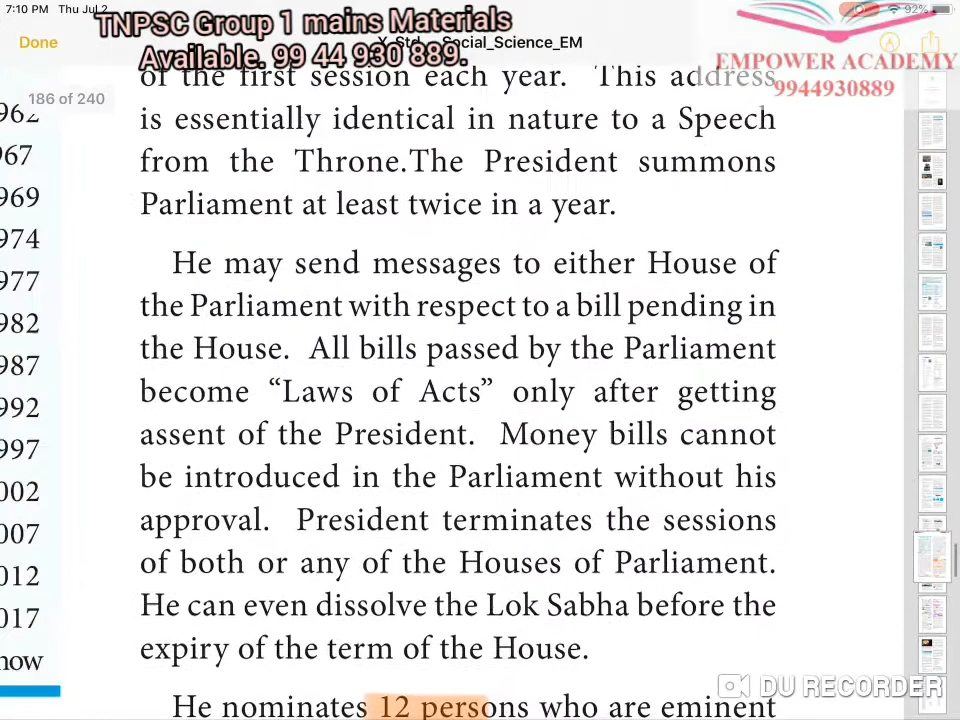 7:10 PM Thu Jul 2
92%
TNPSC Group 1 mains Materials
Available. 99 44 930 889.
Done
X_Std_ _Social_Science_EM
EMPOWER ACADEMY
9944930889
186 of 240
of the first session each year. This address
is essentially identical in nature to a Speech
from the Throne.The President summons
Parliament at least twice in a year.
He may send messages to either House of
the Parliament with respect to a bill pending in
the House. All bills passed by the Parliament
become “Laws of Acts” only after getting
assent of the President. Money bills cannot
be introduced in the Parliament without his
approval. President terminates the sessions
of both or any of the Houses of Parliament.
He can even dissolve the Lok Sabha before the
expiry of the term of the House.
He nominates 12 persons who are eminent
962
967
969
974
977
982
987
992
997
002
007
012
017
now
DU RECORDER